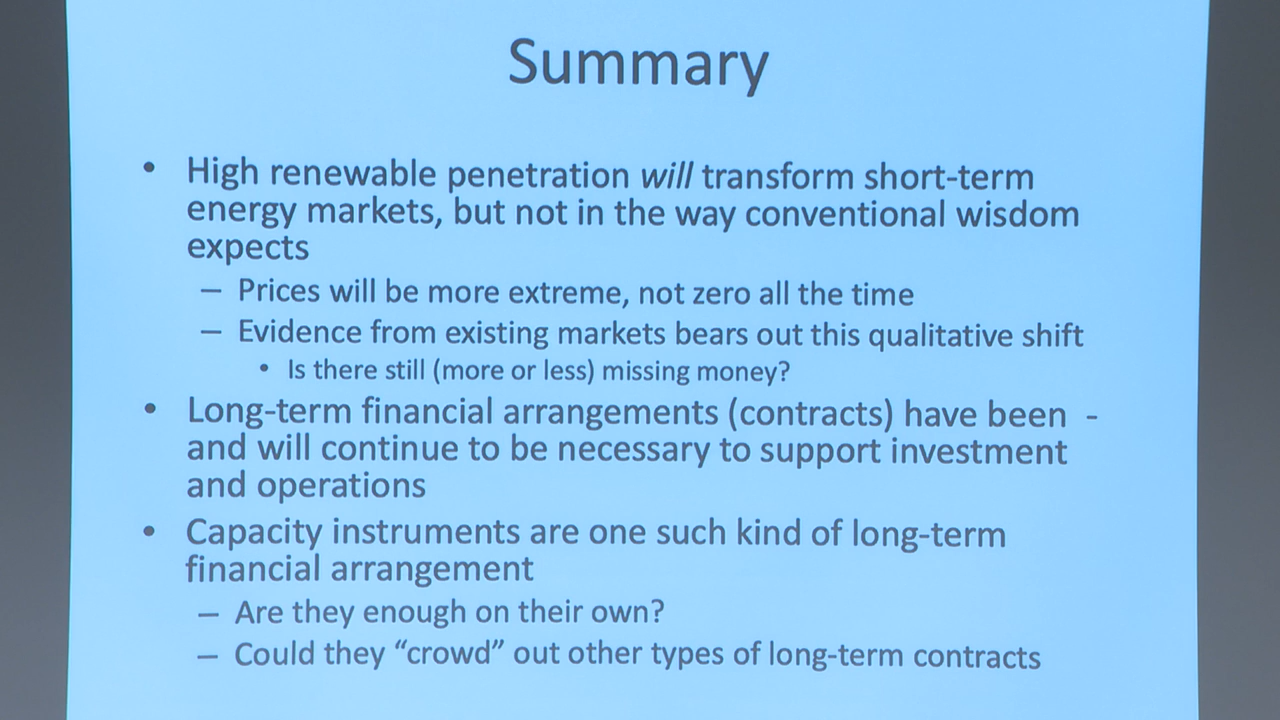 Summary
• High renewable penetration will transform short-term
energy markets, but not in the way conventional wisdom
expects
– Prices will be more extreme, not zero all the time
– Evidence from existing markets bears out this qualitative shift
• Is there still (more or less) missing money?
• Long-term financial arrangements (contracts) have been -
and will continue to be necessary to support investment
and operations
• Capacity instruments are one such kind of long-term
financial arrangement
– Are they enough on their own?
– Could they “crowd” out other types of long-term contracts